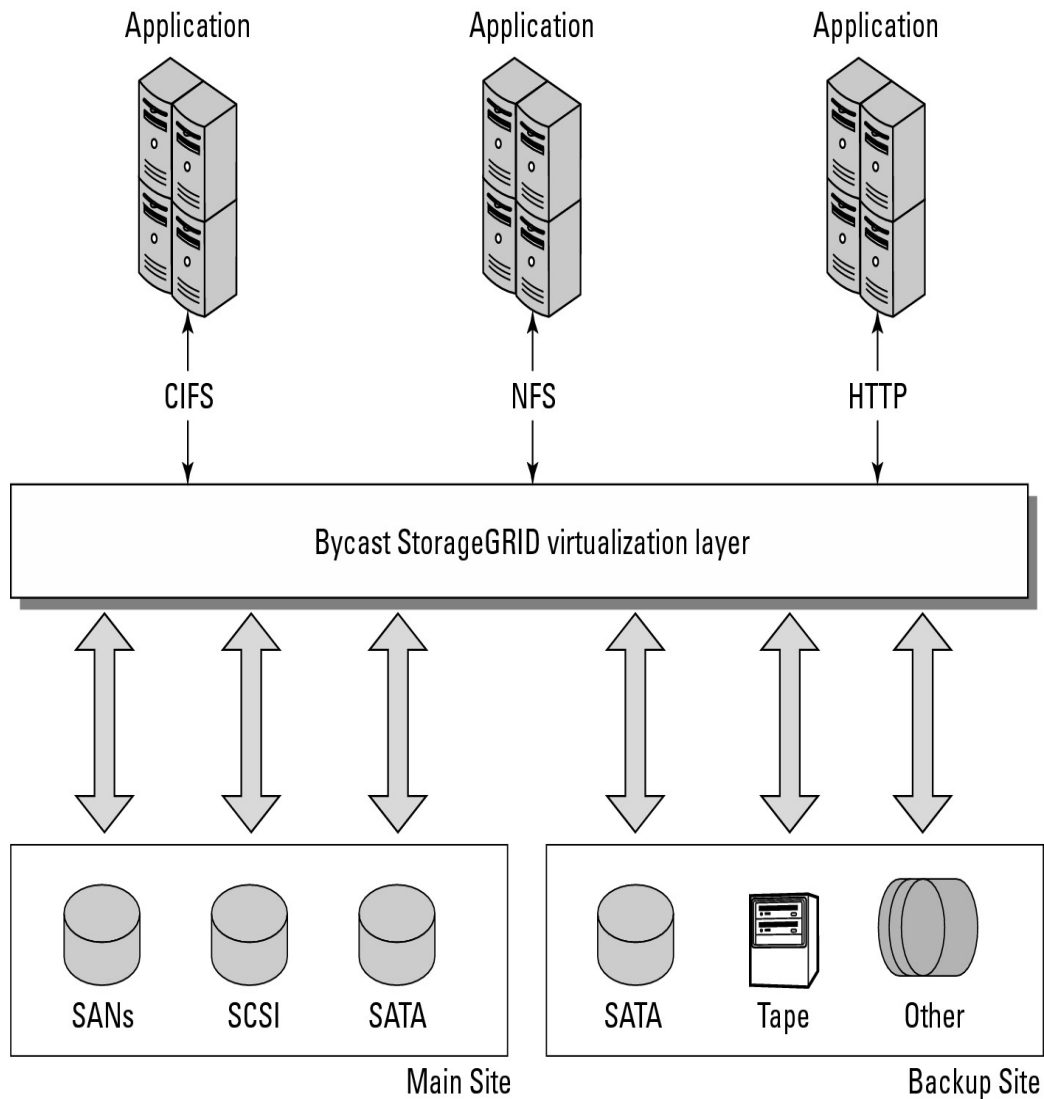 Application
Application
Application
CIFS
NFS
HTTP
Bycast StorageGRID virtualization layer
SANs
SCSI
SATA
SATA
Tape
Other
Main Site
Backup Site